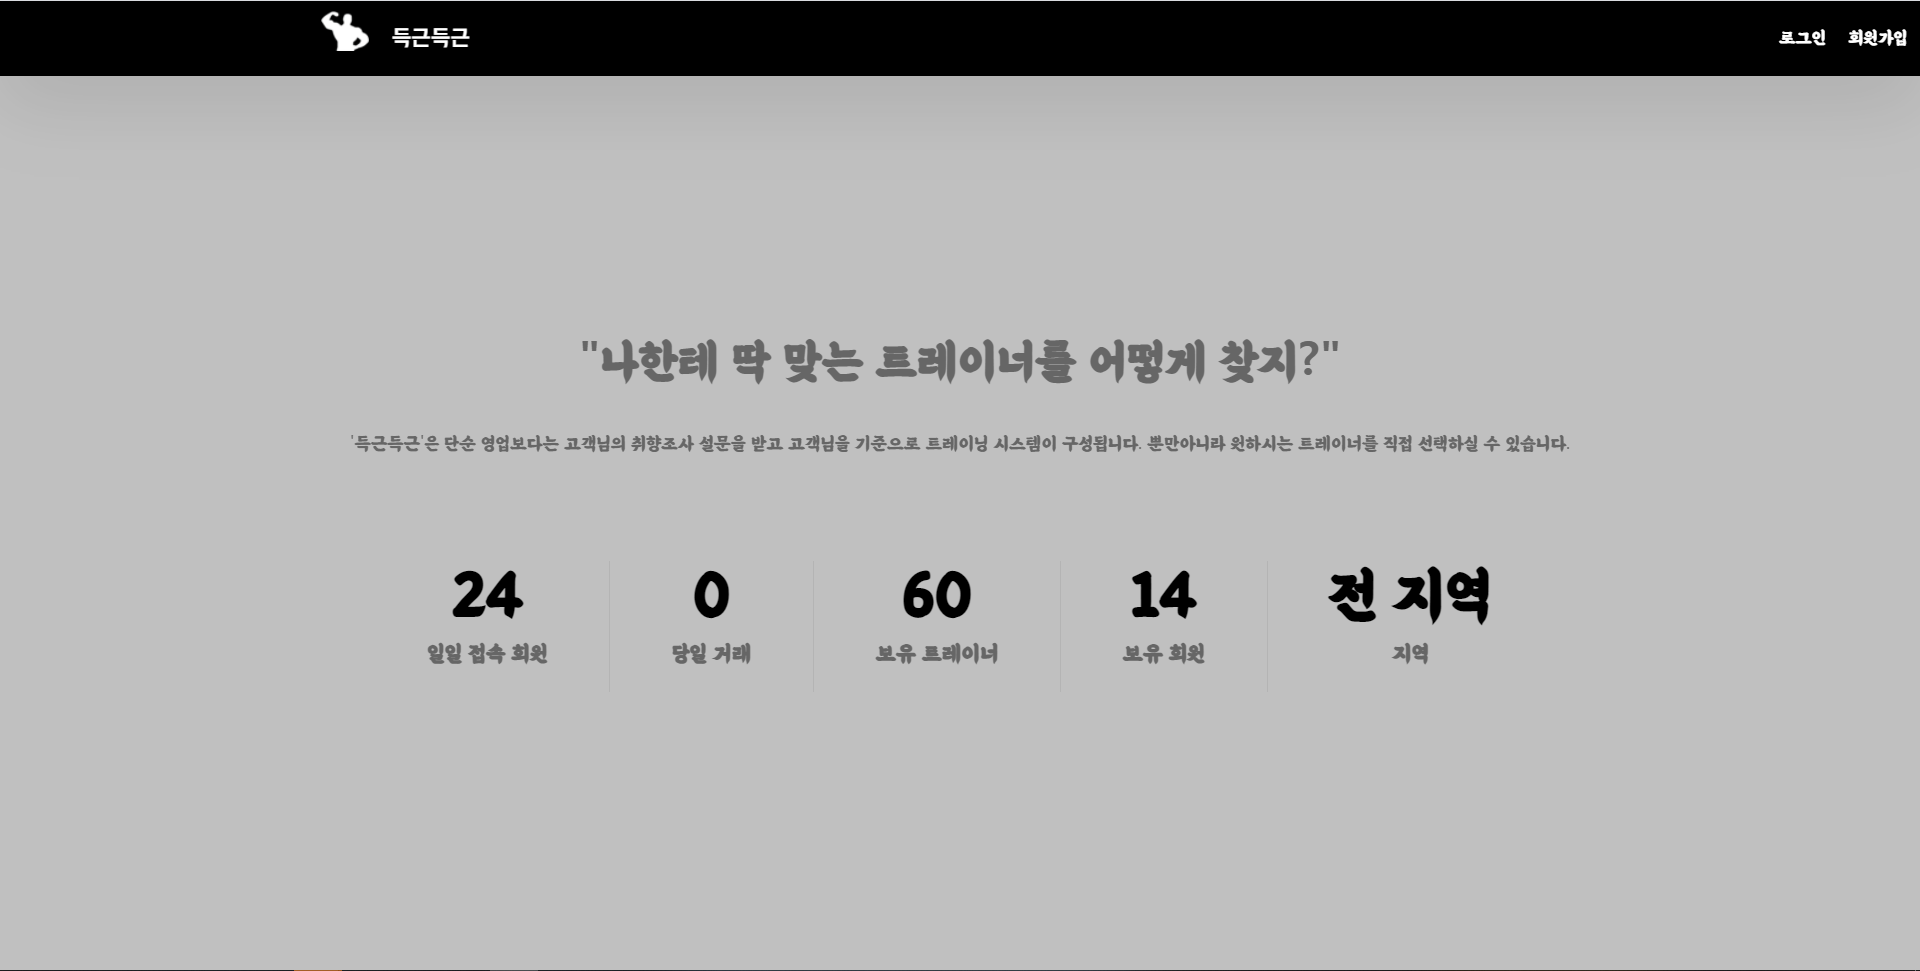 득근득근
로그인 회원가입
"나한테 딱 맞는 트레이너를 어떻게 찾지?"
'득근득근'은 단순 영업보다는 고객님의 취향조사 설문을 받고 고객님을 기준으로 트레이닝 시스템이 구성됩니다. 뿐만아니라 원하시는 트레이너를 직접 선택하실 수 있습니다.
24 0 60 14 전 지역
일일 접속 회원 당일 거래 보유 트레이너 보유 회원 지역